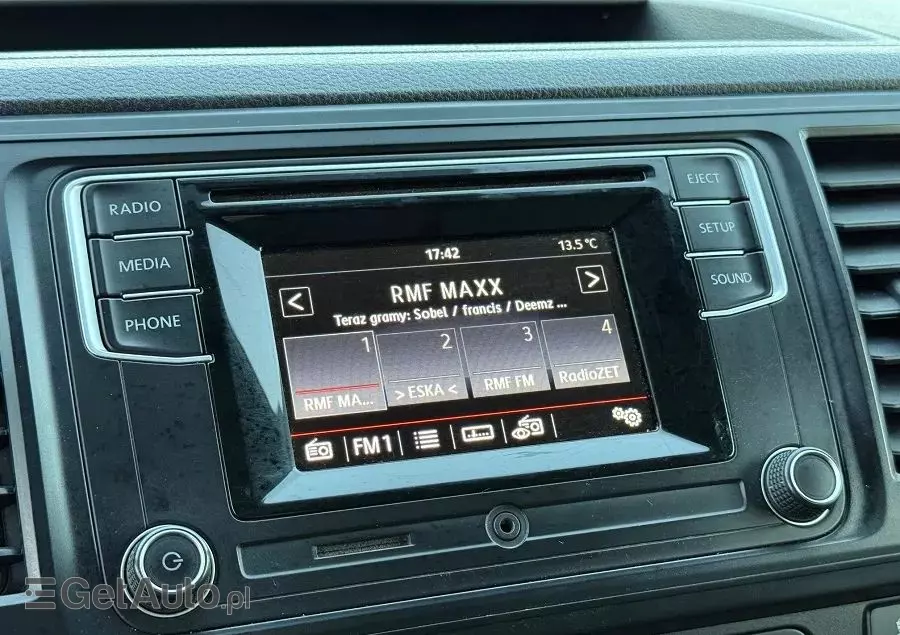 RADIO
MEDIA
PHONE
EJECT
SETUP
SOUND
17:42
13.5 °C
<
RMF MAXX
>
Teraz gramy: Sobel / francis / Deemz ...
1
2
3
4
RMF MA...
> ESKA <
RMF FM
RadioZET
FM1
GetAuto.pl